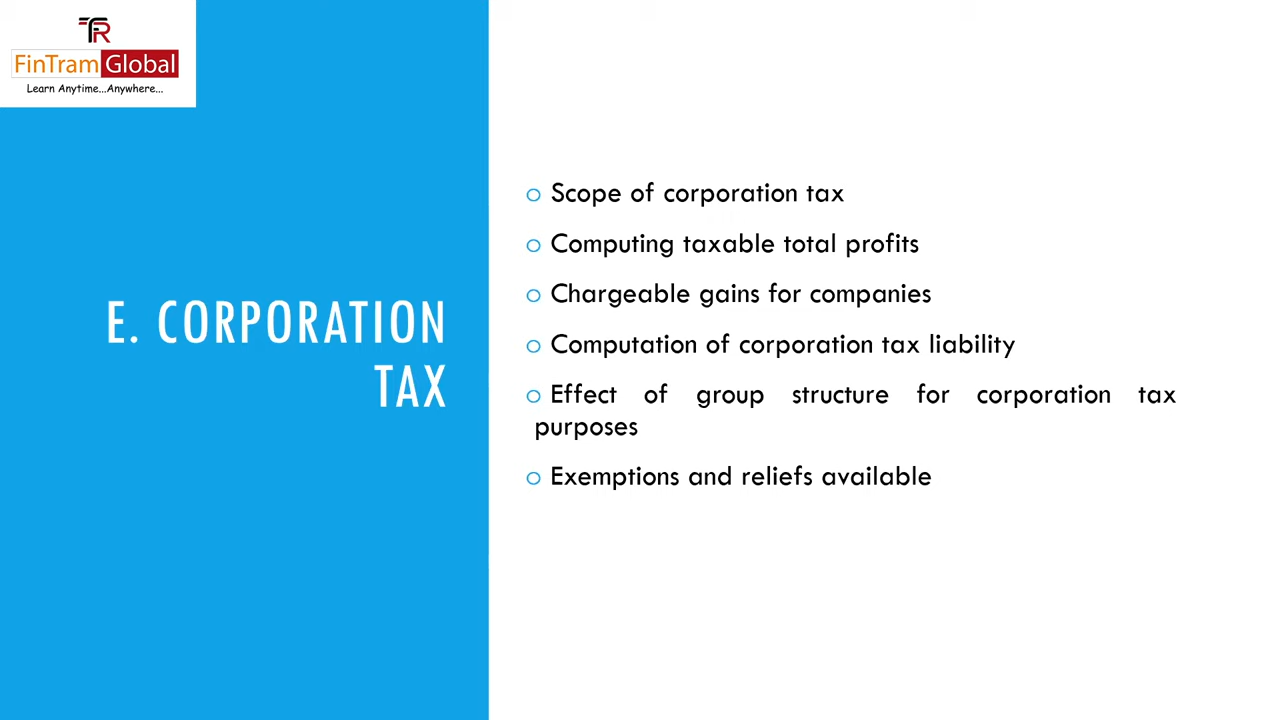 FR
FinTram Global
Learn Anytime...Anywhere...
E. CORPORATION
TAX
o Scope of corporation tax
o Computing taxable total profits
o Chargeable gains for companies
o Computation of corporation tax liability
o Effect of group structure for corporation tax
purposes
o Exemptions and reliefs available